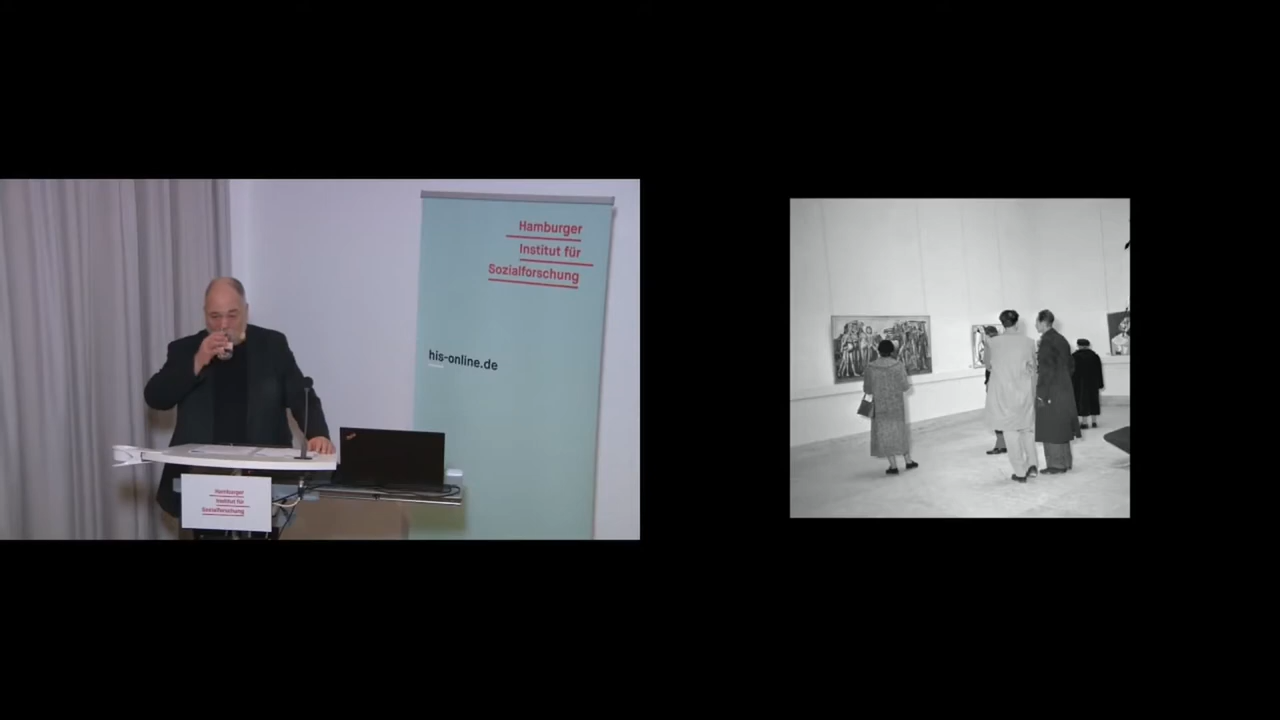 Hamburger
Institut für
Sozialforschung
his-online.de
Hamburger
Institut für
Sozialforschung